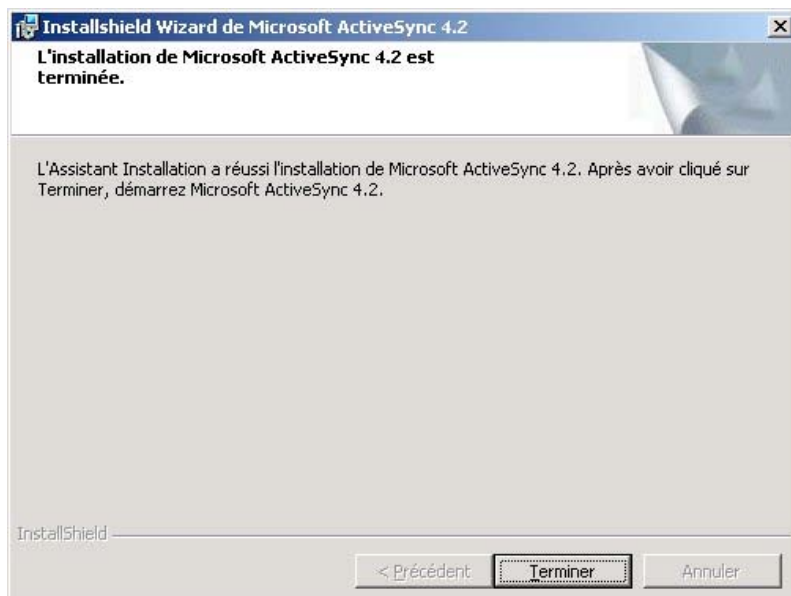 Installshield Wizard de Microsoft ActiveSync 4.2
L'installation de Microsoft ActiveSync 4.2 est
terminée.
L'Assistant Installation a réussi l'installation de Microsoft ActiveSync 4.2. Après avoir cliqué sur
Terminer, démarrez Microsoft ActiveSync 4.2.
InstallShield
< Précédent
Terminer
Annuler